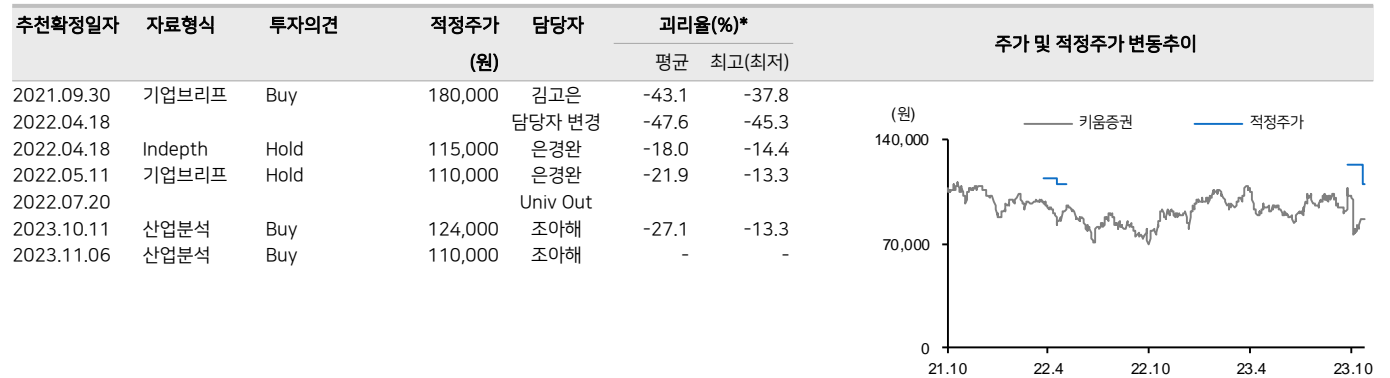 추천확정일자 자료형식 투자의견 적정주가 담당자 괴리율(%)* 주가 및 적정주가 변동추이
(원) 평균 최고(최저)
2021.09.30 기업브리프 Buy 180,000 김고은 -43.1 -37.8
2022.04.18 담당자 변경 -47.6 -45.3
2022.04.18 Indepth Hold 115,000 은경완 -18.0 -14.4
2022.05.11 기업브리프 Hold 110,000 은경완 -21.9 -13.3
2022.07.20 Univ Out
2023.10.11 산업분석 Buy 124,000 조아해 -27.1 -13.3
2023.11.06 산업분석 Buy 110,000 조아해 - -
(원) 키움증권 적정주가
140,000
70,000
0
21.10 22.4 22.10 23.4 23.10